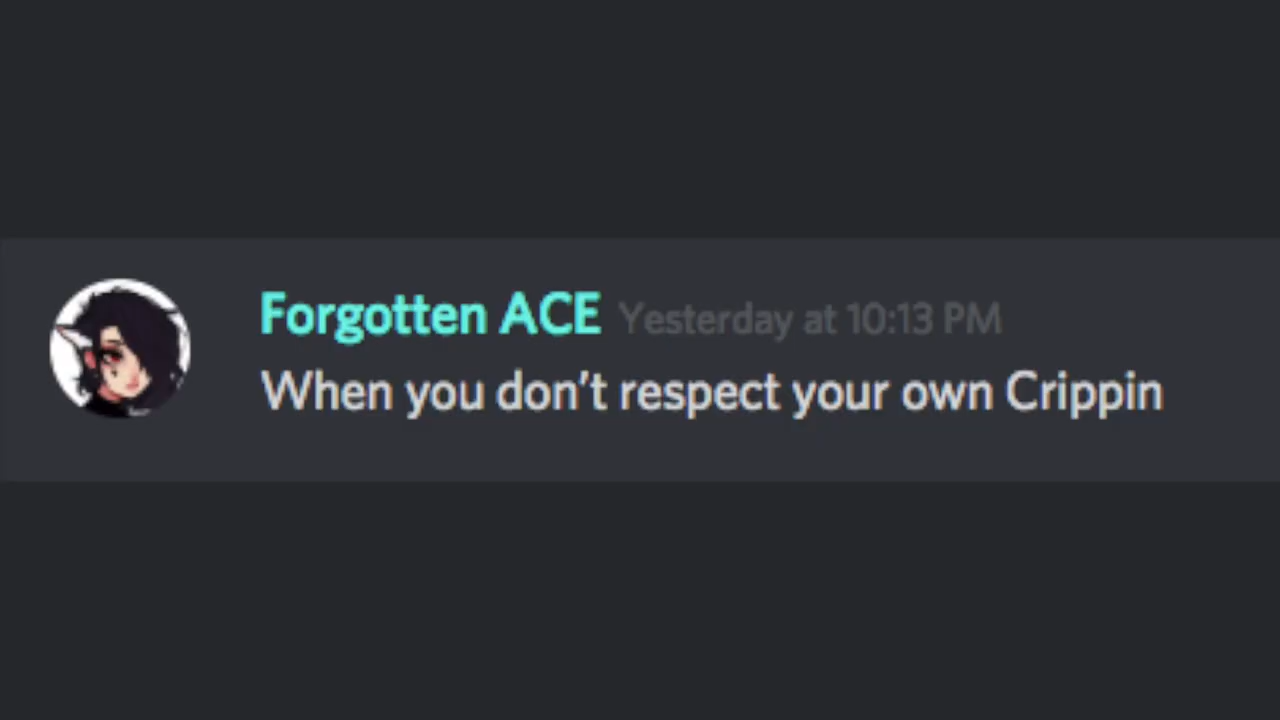 Forgotten ACE Yesterday at 10:13 PM
When you don’t respect your own Crippin